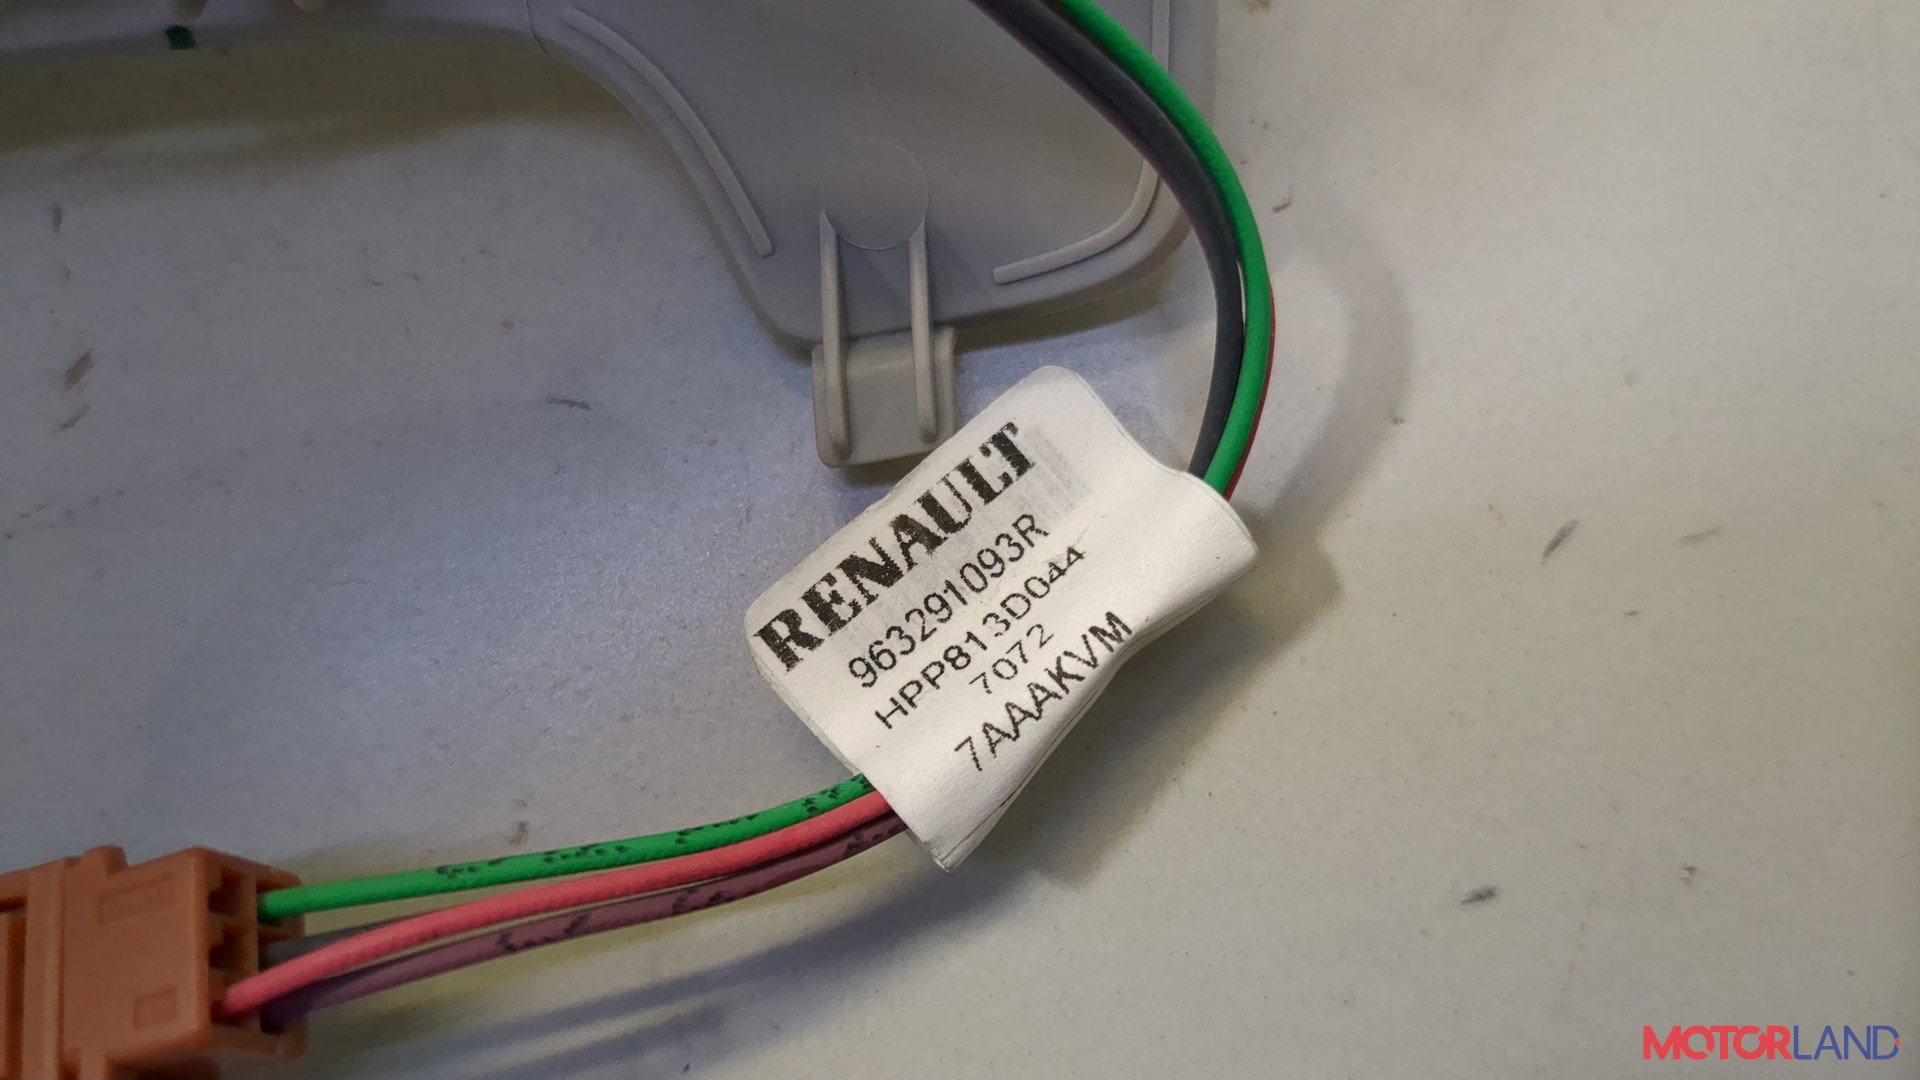 RENAULT
963291093R
HPP813D044
7072
7AAAKVM
MOTORLAND